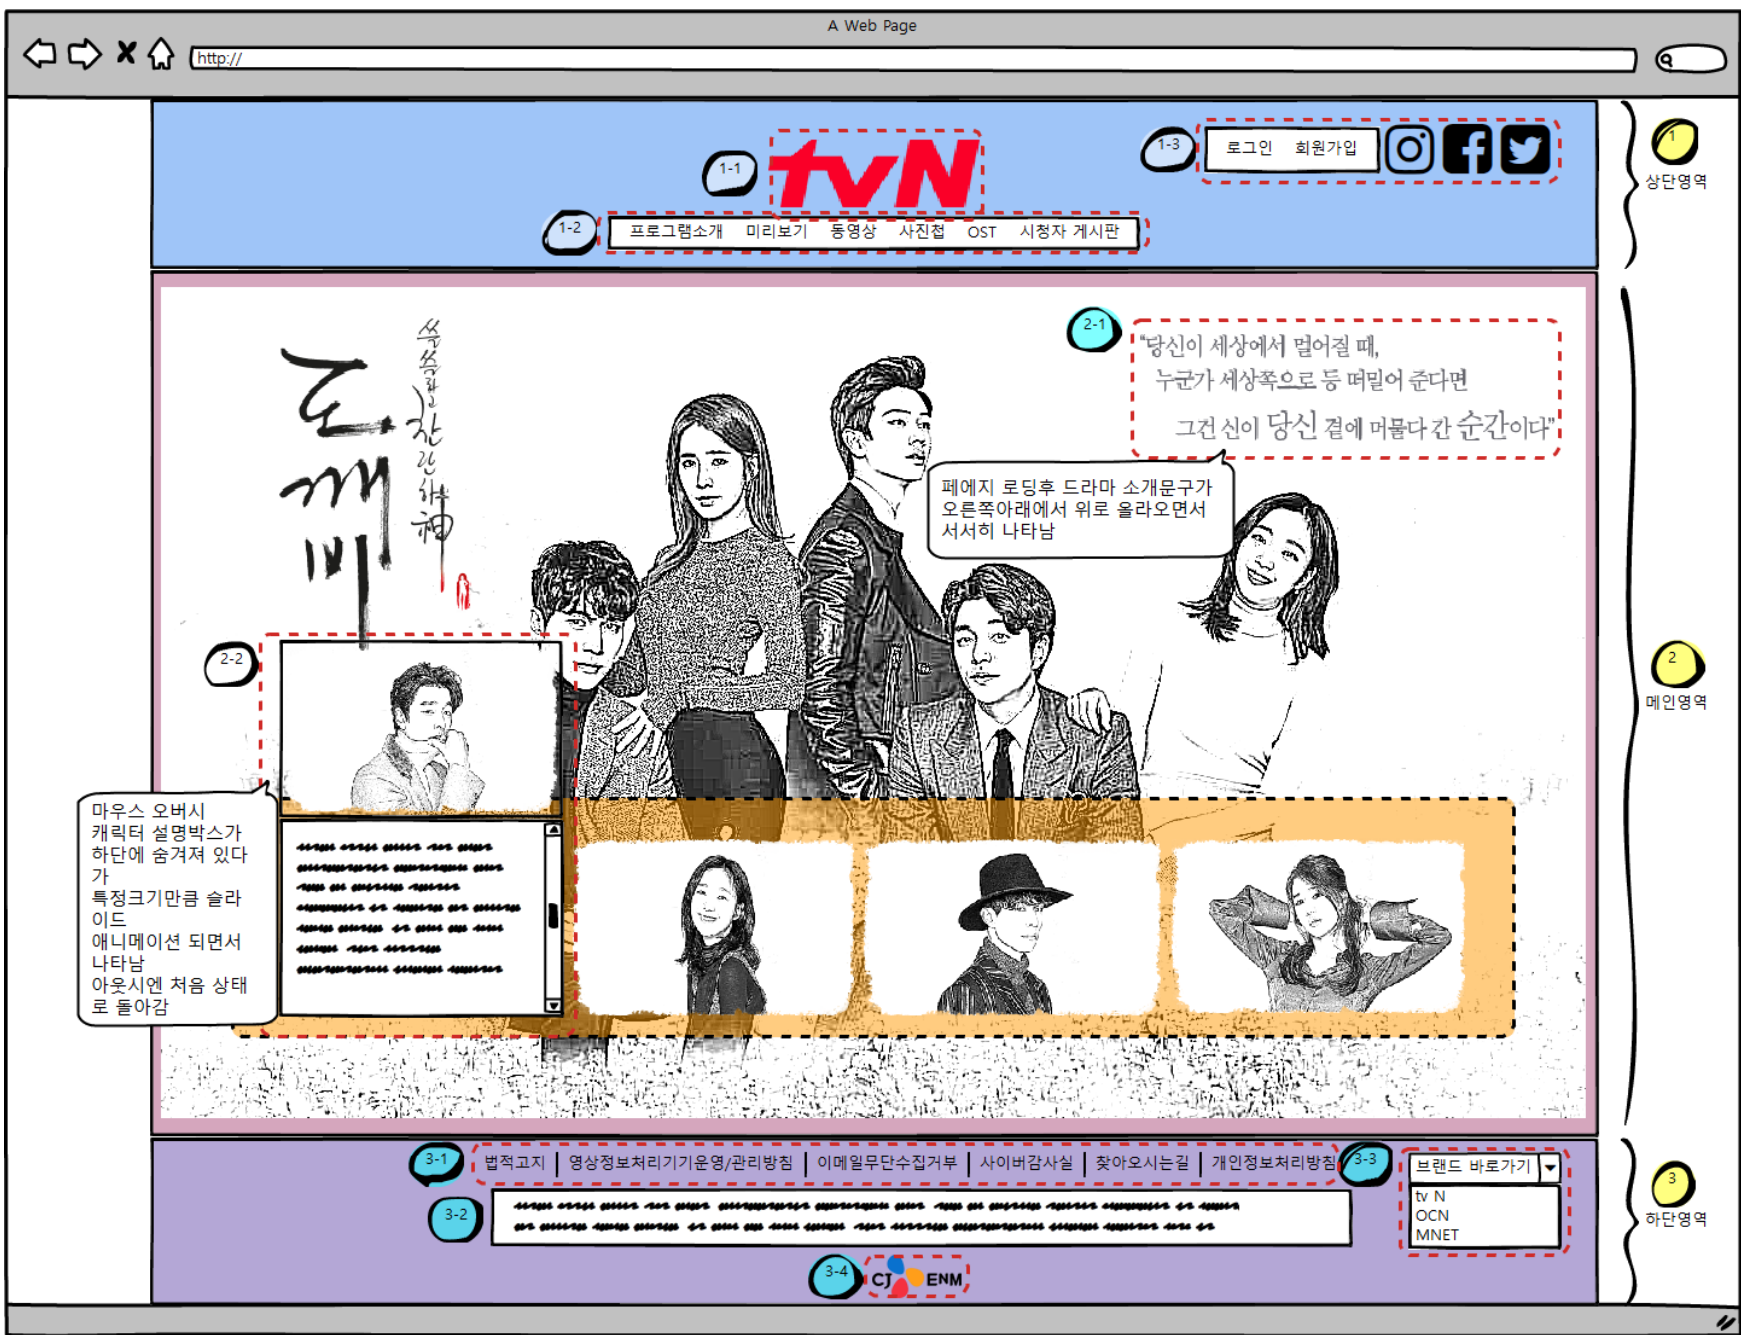 A Web Page
http://
1-1
tvN
1-3
로그인 회원가입
1
상단영역
1-2
프로그램소개 미리보기 동영상 사진첩 OST 시청자 게시판
2-1
“당신이 세상에서 멀어질 때,
누군가 세상쪽으로 등 떠밀어 준다면
그건 신이 당신 곁에 머물다 간 순간이다”
쓸쓸하고 찬란하神
도깨비
페에지 로딩후 드라마 소개문구가
오른쪽아래에서 위로 올라오면서
서서히 나타남
2-2
2
메인영역
마우스 오버시
캐릭터 설명박스가
하단에 숨겨져 있다
가
특정크기만큼 슬라
이드
애니메이션 되면서
나타남
아웃시엔 처음 상태
로 돌아감
3-1
법적고지 | 영상정보처리기기운영/관리방침 | 이메일무단수집거부 | 사이버감사실 | 찾아오시는길 | 개인정보처리방침
3-3
브랜드 바로가기
tv N
OCN
MNET
3
하단영역
3-2
3-4
CJ ENM